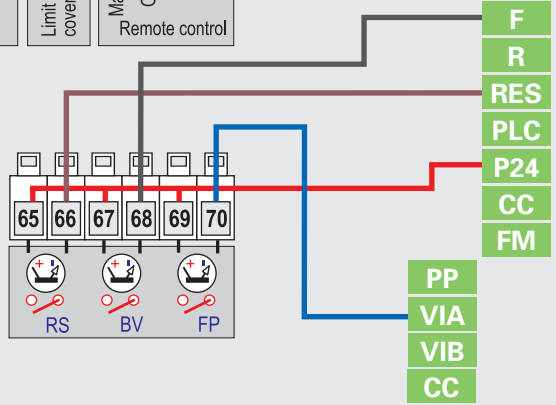 Limit
cover
Ma
Remote control
F
R
RES
PLC
P24
CC
FM
65 66 67 68 69 70
RS BV FP
PP
VIA
VIB
CC